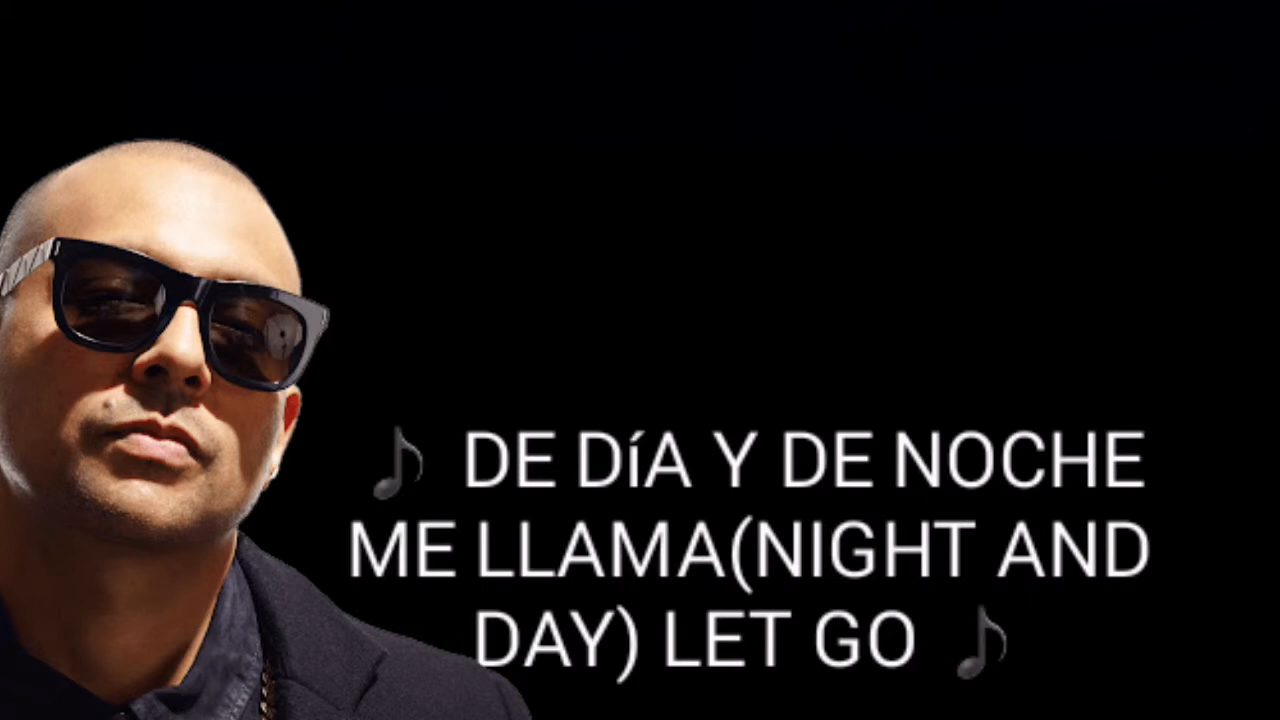 ♪ DE DíA Y DE NOCHE
ME LLAMA(NIGHT AND
DAY) LET GO ♪